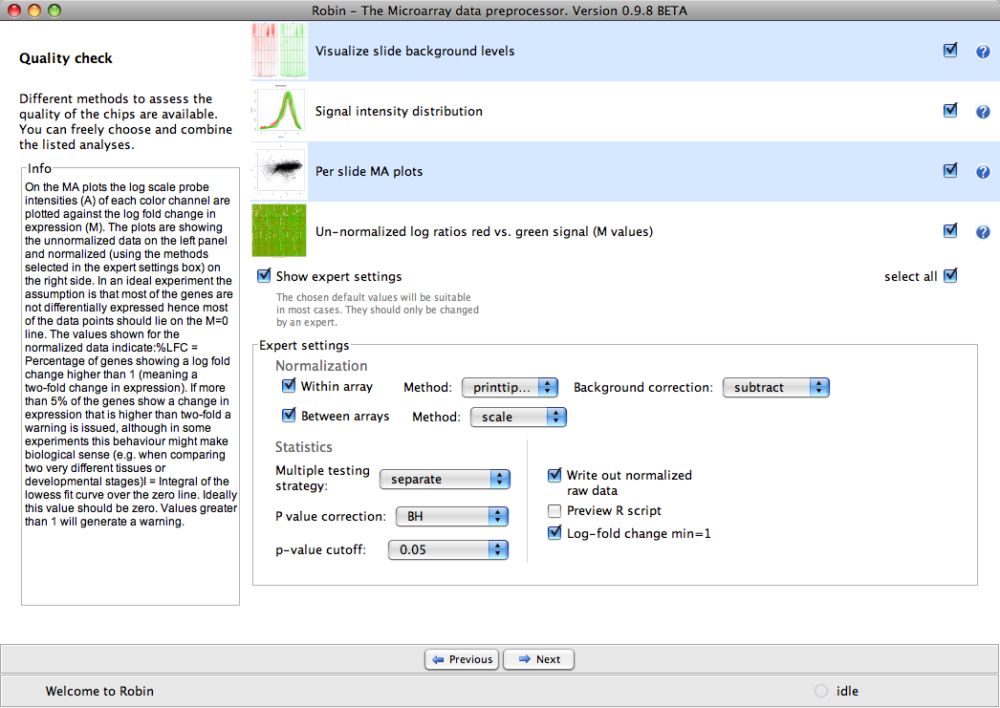 Robin – The Microarray data preprocessor. Version 0.9.8 BETA
Quality check
Different methods to assess the
quality of the chips are available.
You can freely choose and combine
the listed analyses.
Info
On the MA plots the log scale probe
intensities (A) of each color channel are
plotted against the log fold change in
expression (M). The plots are showing
the unnormalized data on the left panel
and normalized (using the methods
selected in the expert settings box) on
the right side. In an ideal experiment the
assumption is that most of the genes are
not differentially expressed hence most
of the data points should lie on the M=0
line. The values shown for the
normalized data indicate:%LFC =
Percentage of genes showing a log fold
change higher than 1 (meaning a
two-fold change in expression). If more
than 5% of the genes show a change in
expression that is higher than two-fold a
warning is issued, although in some
experiments this behaviour might make
biological sense (e.g. when comparing
two very different tissues or
developmental stages)I = Integral of the
lowess fit curve over the zero line. Ideally
this value should be zero. Values greater
than 1 will generate a warning.
Visualize slide background levels
?
Signal intensity distribution
?
Per slide MA plots
?
Un-normalized log ratios red vs. green signal (M values)
?
Show expert settings
select all
The chosen default values will be suitable
in most cases. They should only be changed
by an expert.
Expert settings
Normalization
Within array Method: printtip... Background correction: subtract
Between arrays Method: scale
Statistics
Multiple testing
strategy:
separate
P value correction: BH
p-value cutoff: 0.05
Write out normalized
raw data
Preview R script
Log-fold change min=1
Previous
Next
Welcome to Robin
idle